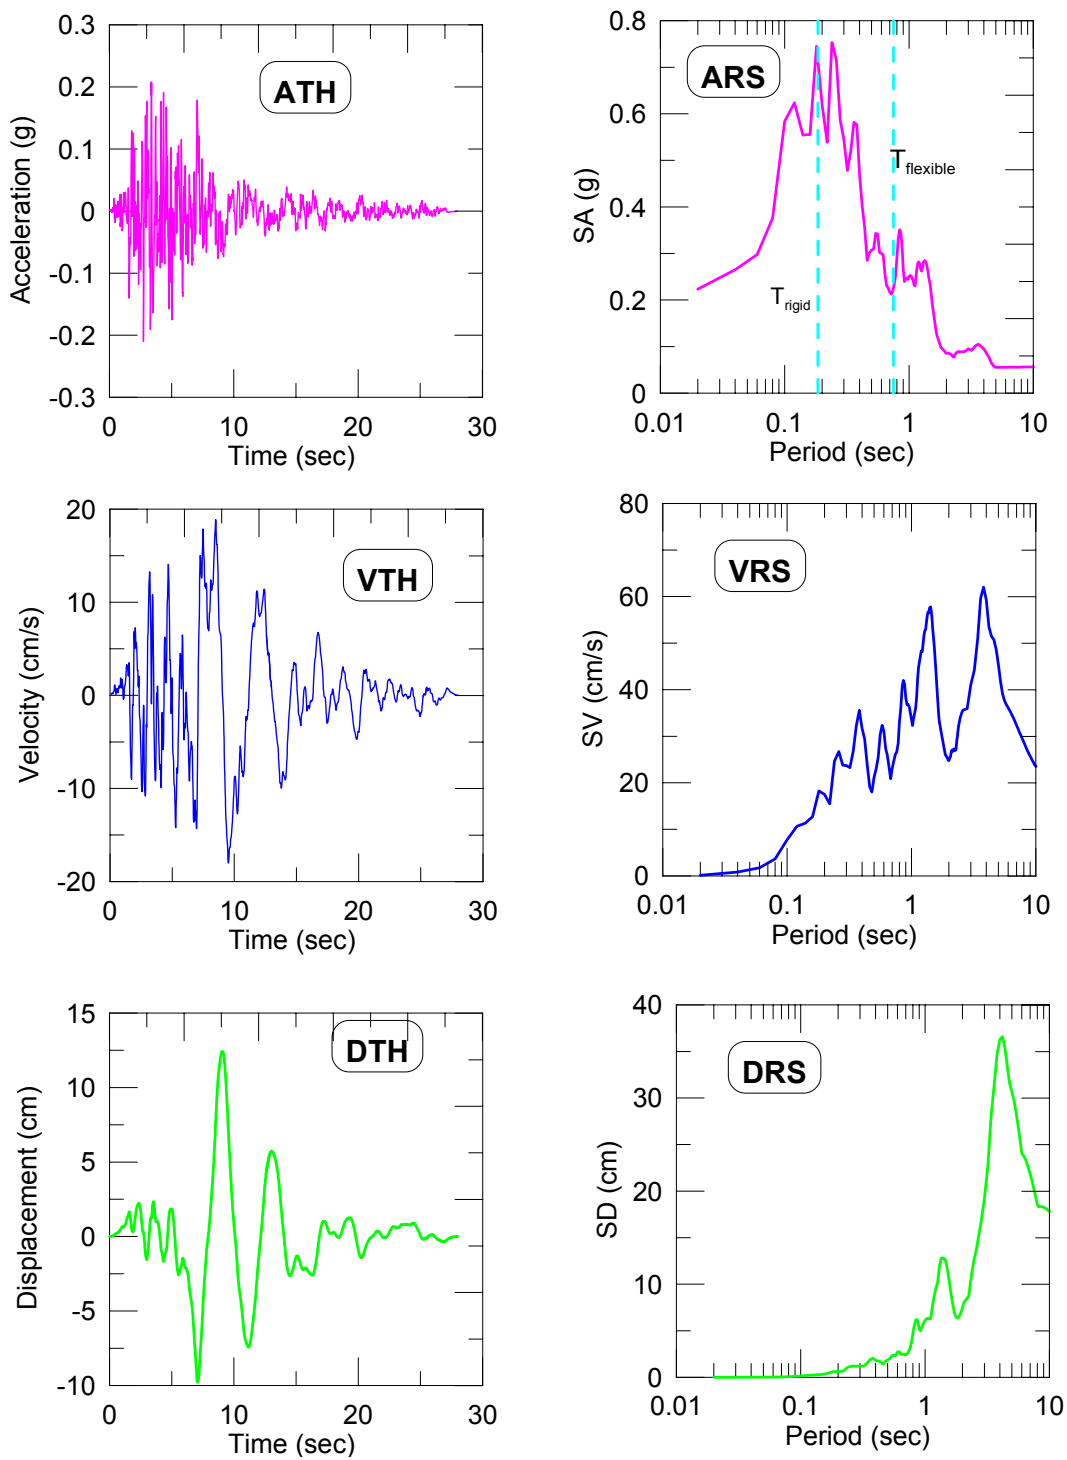 ATH
Acceleration (g)
0.3
0.2
0.1
0
-0.1
-0.2
-0.3
0 10 20 30
Time (sec)
ARS
SA (g)
0.8
0.6
0.4
0.2
0
T flexible
T rigid
0.01 0.1 1 10
Period (sec)
VTH
Velocity (cm/s)
20
10
0
-10
-20
0 10 20 30
Time (sec)
VRS
SV (cm/s)
80
60
40
20
0
0.01 0.1 1 10
Period (sec)
DTH
Displacement (cm)
15
10
5
0
-5
-10
0 10 20 30
Time (sec)
DRS
SD (cm)
40
30
20
10
0
0.01 0.1 1 10
Period (sec)